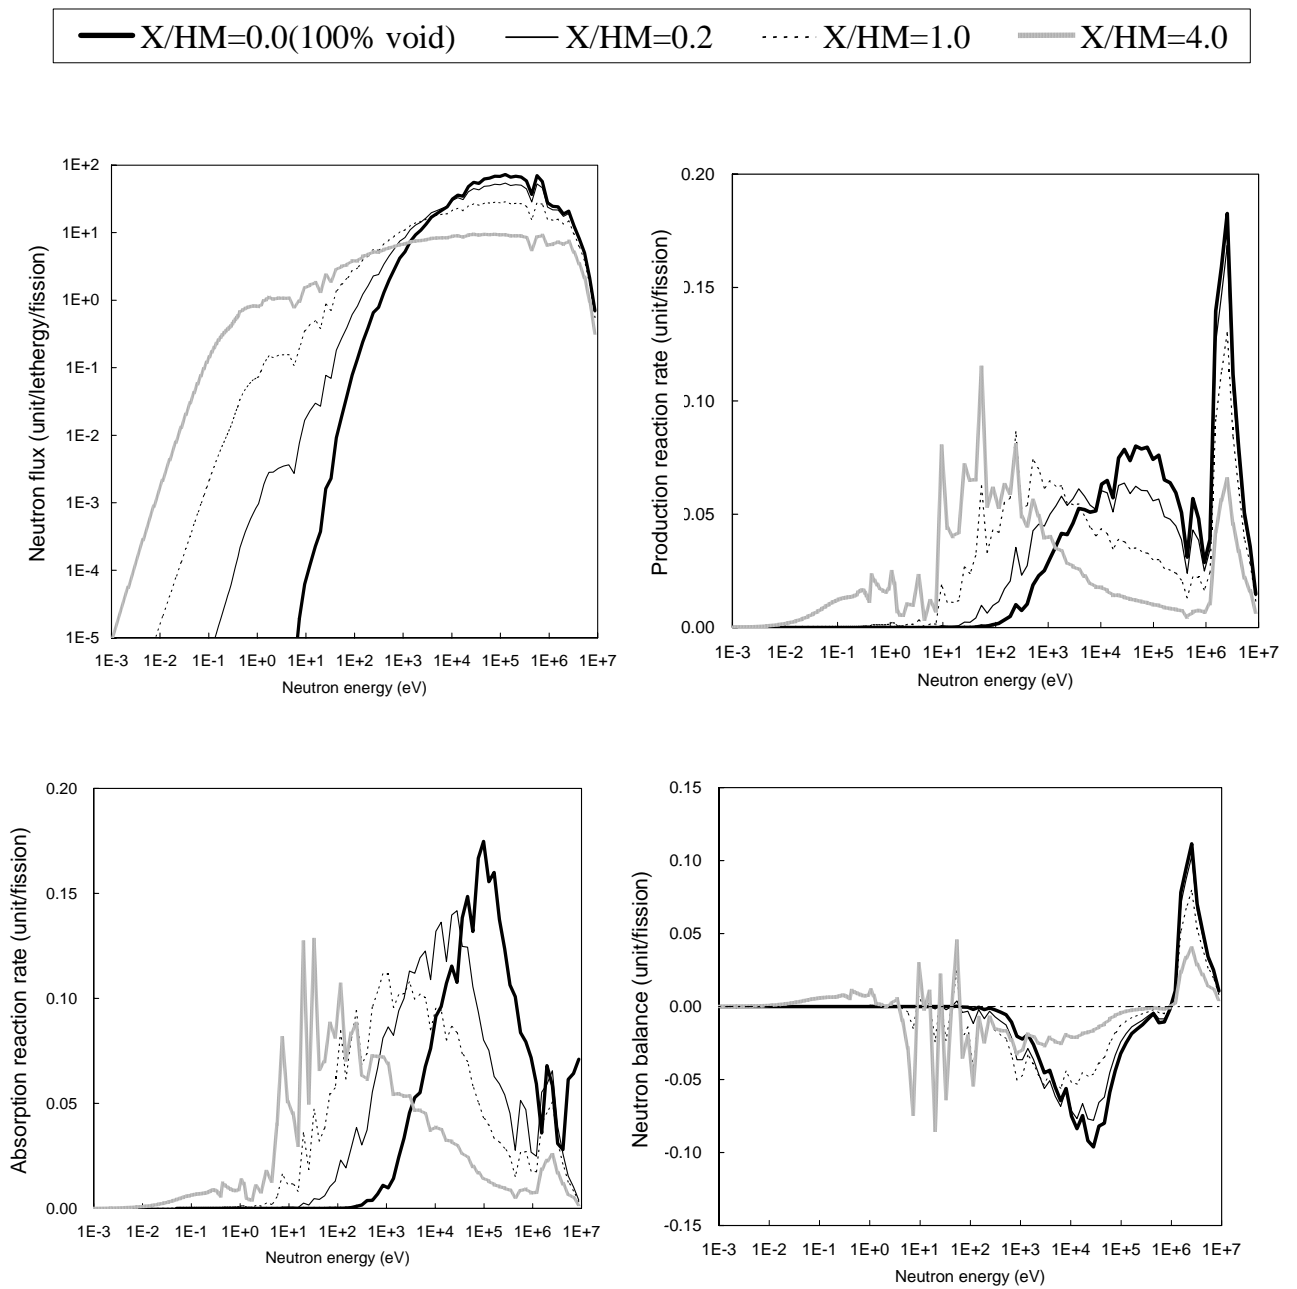 X/HM=0.0(100% void) X/HM=0.2 X/HM=1.0 X/HM=4.0
1E+2
1E+1
1E+0
1E-1
1E-2
1E-3
1E-4
1E-5
Neutron flux (unit/lethergy/fission)
1E-3 1E-2 1E-1 1E+0 1E+1 1E+2 1E+3 1E+4 1E+5 1E+6 1E+7
Neutron energy (eV)
0.20
0.15
0.10
0.05
0.00
Production reaction rate (unit/fission)
1E-3 1E-2 1E-1 1E+0 1E+1 1E+2 1E+3 1E+4 1E+5 1E+6 1E+7
Neutron energy (eV)
0.20
0.15
0.10
0.05
0.00
Absorption reaction rate (unit/fission)
1E-3 1E-2 1E-1 1E+0 1E+1 1E+2 1E+3 1E+4 1E+5 1E+6 1E+7
Neutron energy (eV)
0.15
0.10
0.05
0.00
-0.05
-0.10
-0.15
Neutron balance (unit/fission)
1E-3 1E-2 1E-1 1E+0 1E+1 1E+2 1E+3 1E+4 1E+5 1E+6 1E+7
Neutron energy (eV)